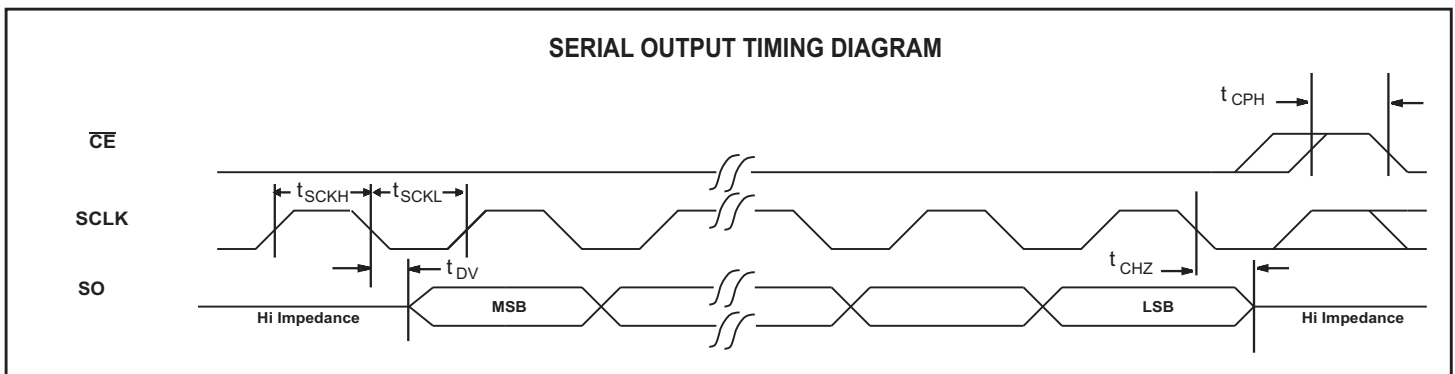 SERIAL OUTPUT TIMING DIAGRAM
t CPH
CE
t SCKH t SCKL
SCLK
t DV t CHZ
SO
MSB LSB
Hi Impedance Hi Impedance